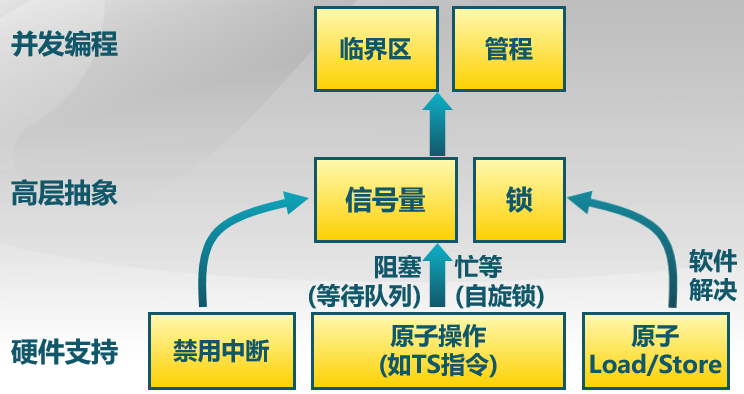 并发编程
临界区
管程
高层抽象
信号量
锁
阻塞
(等待队列)
忙等
(自旋锁)
软件
解决
硬件支持
禁用中断
原子操作
(如TS指令)
原子
Load/Store